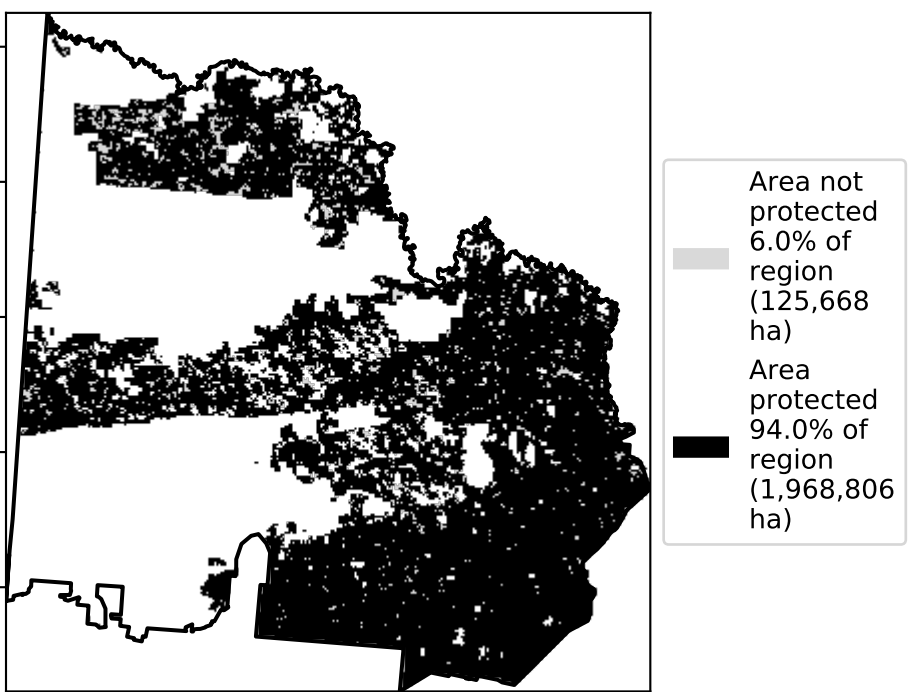 Area not
protected
6.0% of
region
(125,668
ha)
Area
protected
94.0% of
region
(1,968,806
ha)